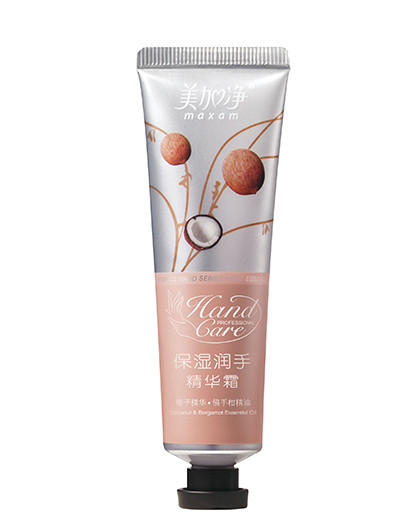 美加净
maxam
Hand
PROFESSIONAL
Care
保湿润手
精华霜
椰子精华·佛手柑精油
Coconut & Bergamot Essential Oil